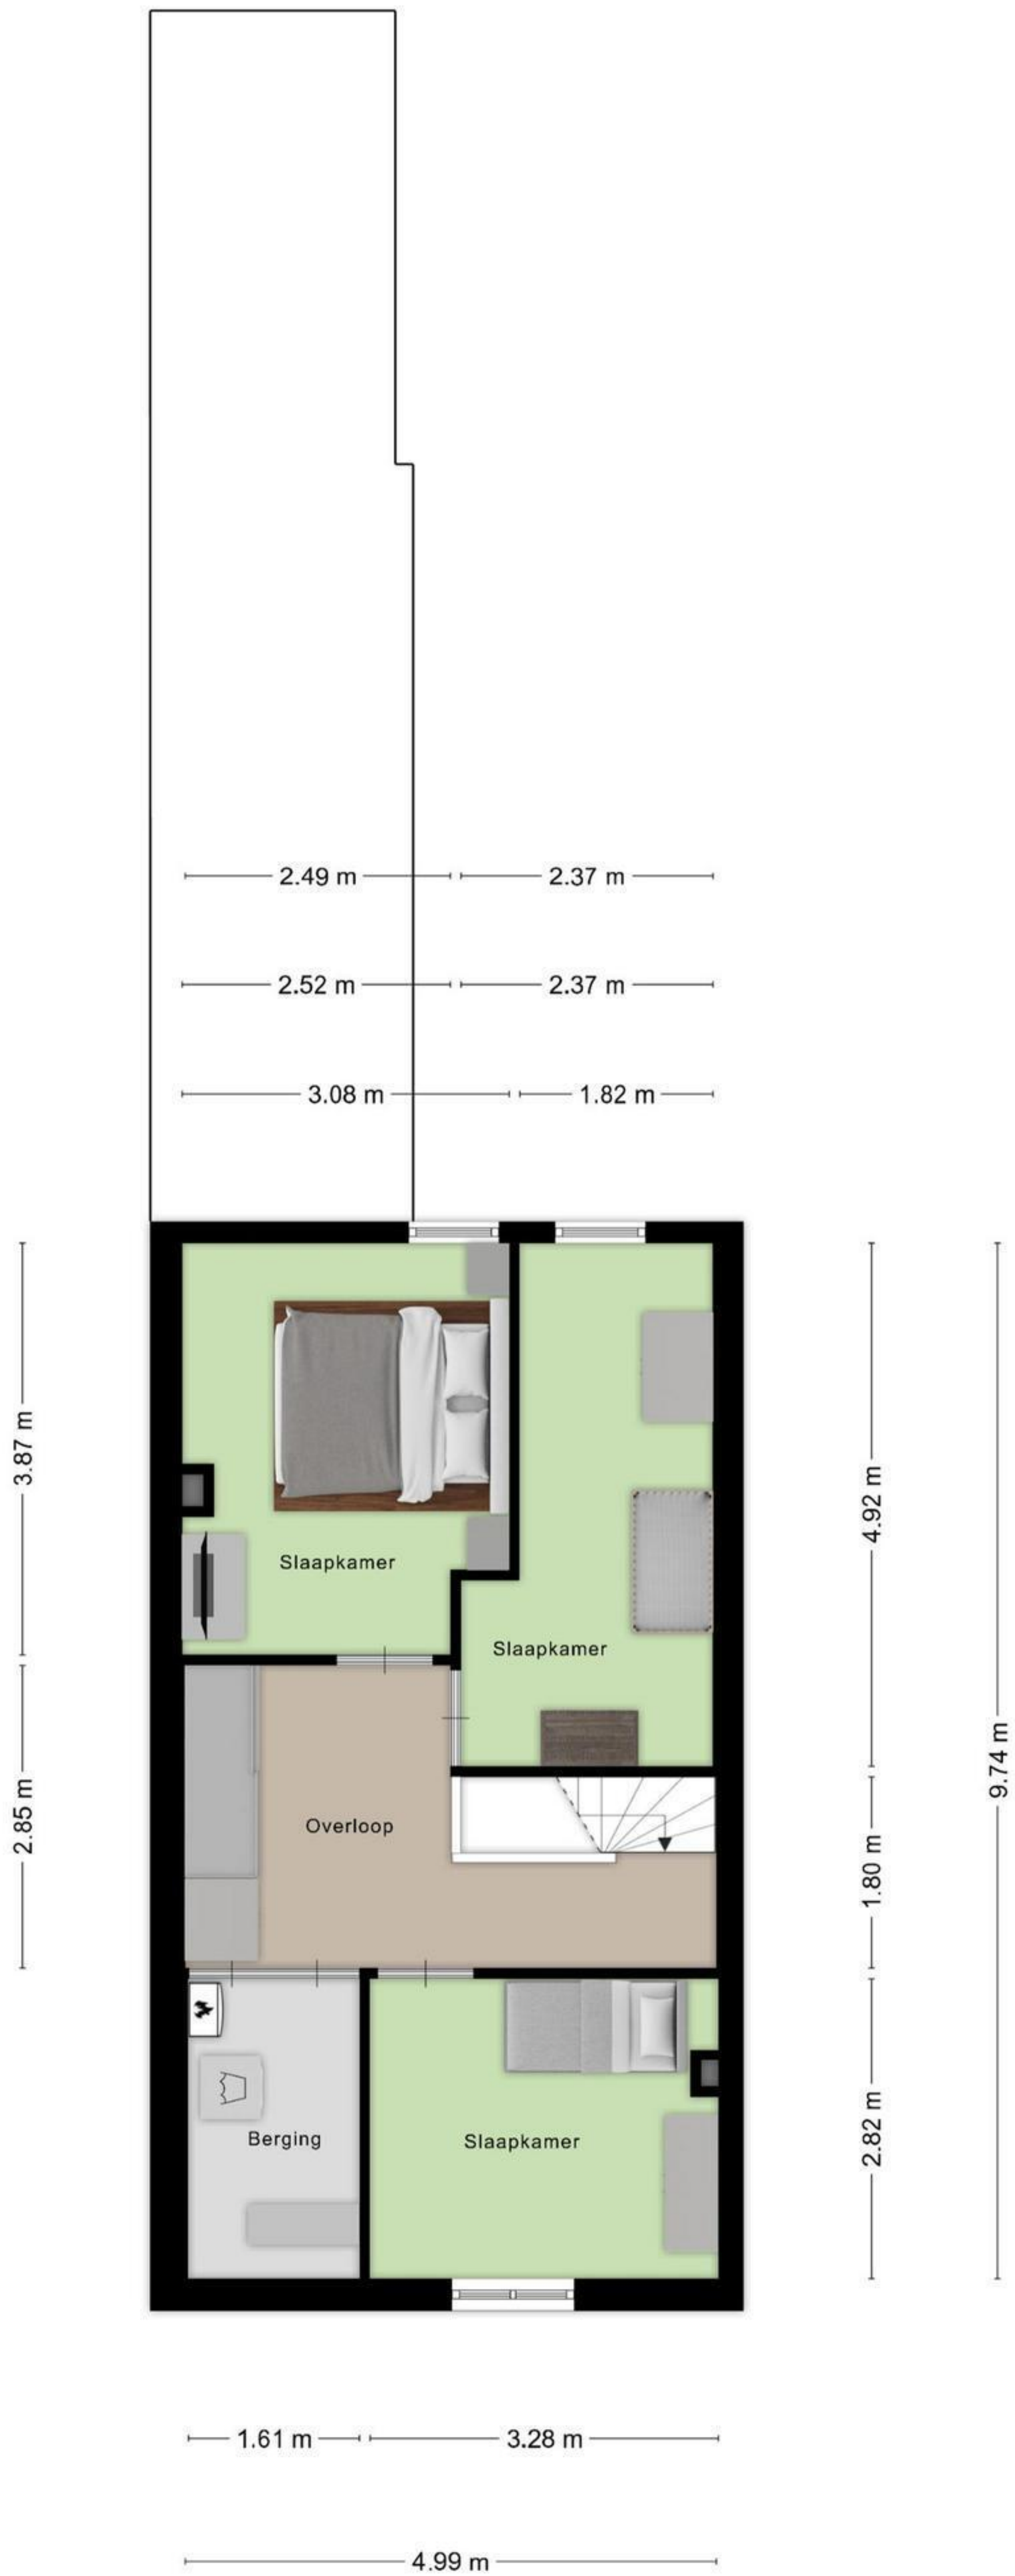 2.49 m
2.37 m
2.52 m
2.37 m
3.08 m
1.82 m
3.87 m
4.92 m
Slaapkamer
Slaapkamer
9.74 m
2.85 m
Overloop
1.80 m
2.82 m
Berging
Slaapkamer
1.61 m
3.28 m
4.99 m